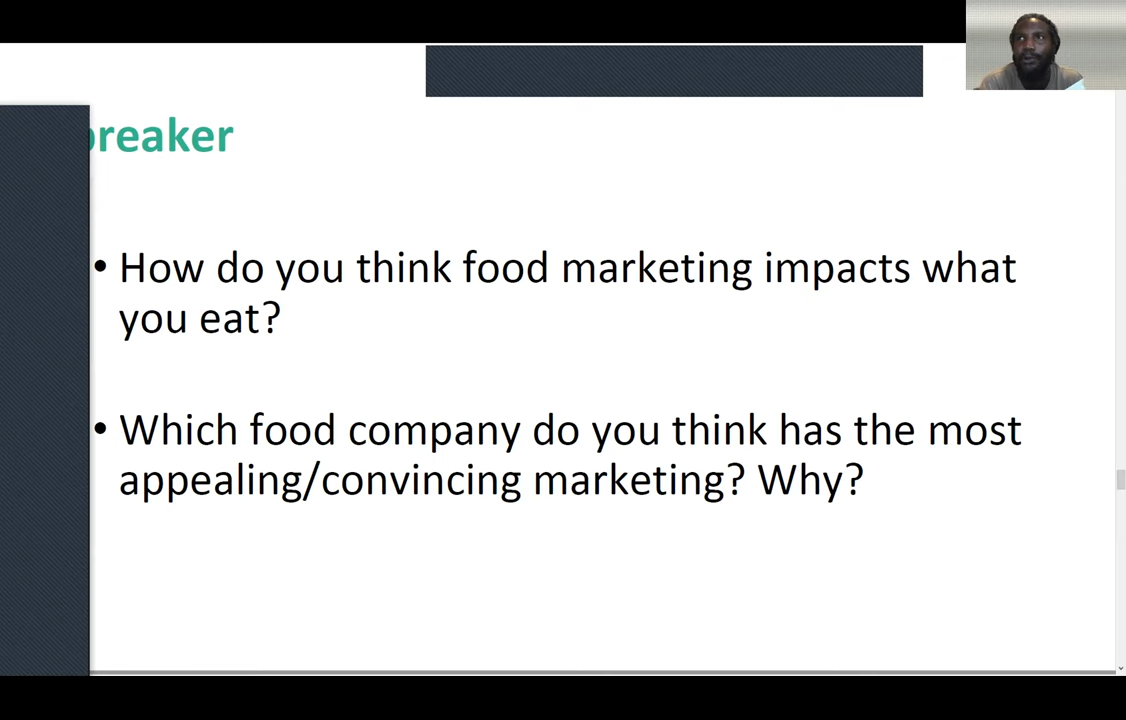 breaker
• How do you think food marketing impacts what
you eat?
• Which food company do you think has the most
appealing/convincing marketing? Why?